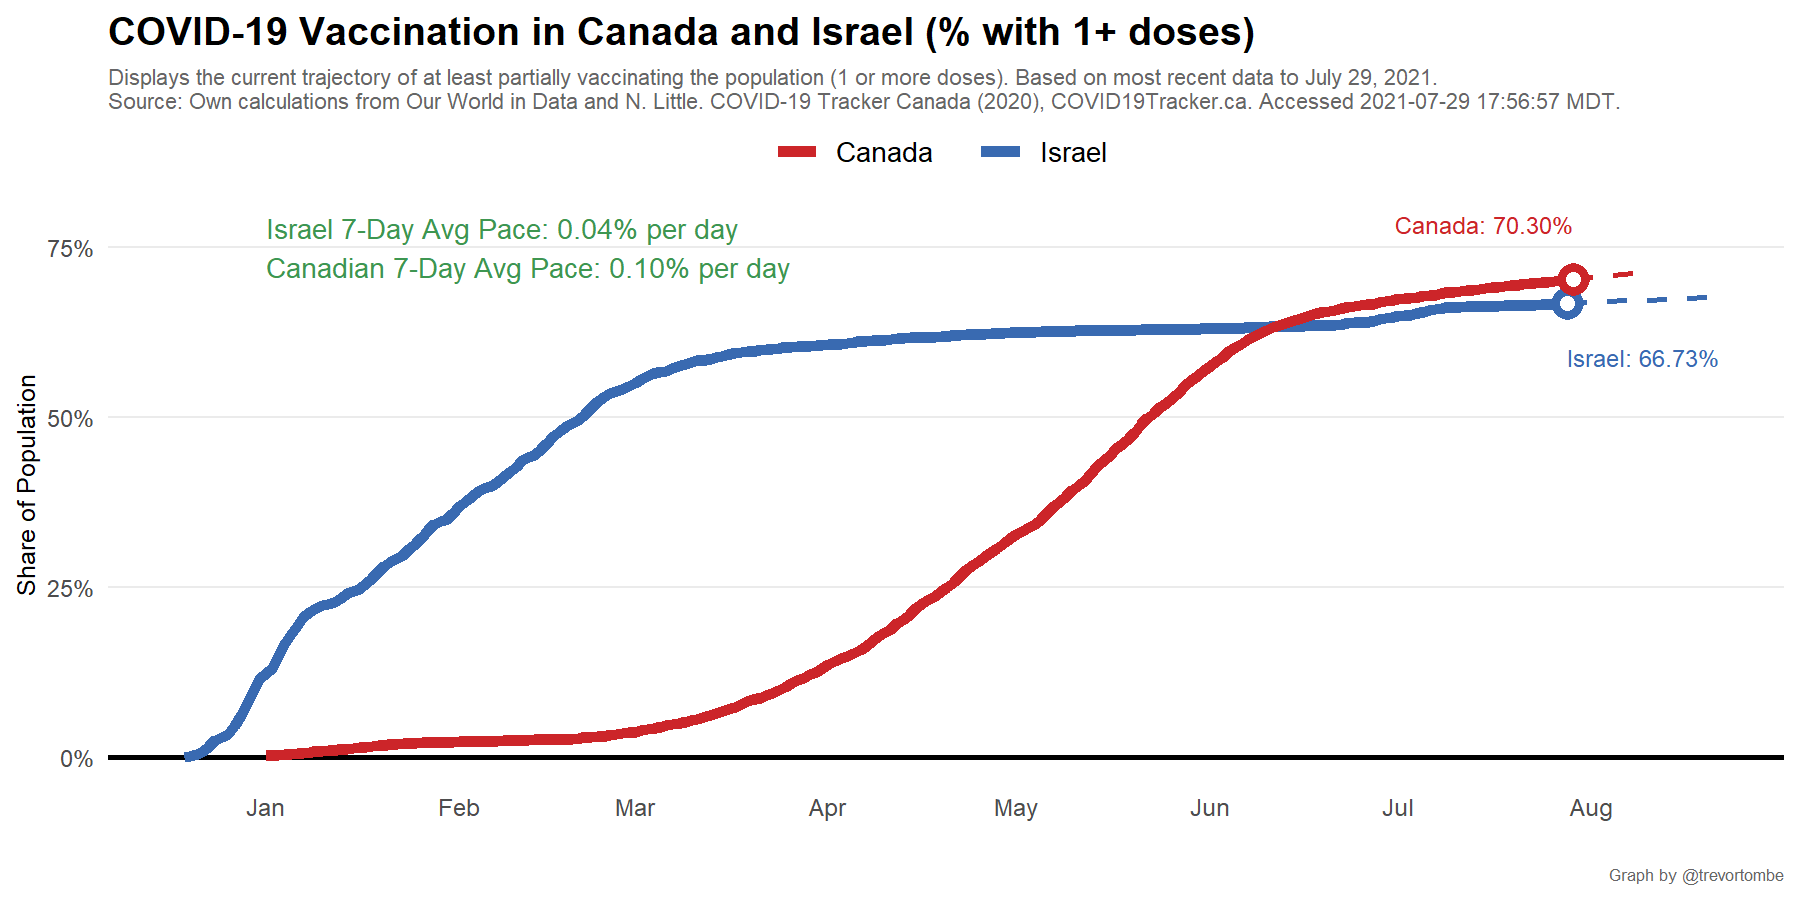 COVID-19 Vaccination in Canada and Israel (% with 1+ doses)
Displays the current trajectory of at least partially vaccinating the population (1 or more doses). Based on most recent data to July 29, 2021.
Source: Own calculations from Our World in Data and N. Little. COVID-19 Tracker Canada (2020), COVID19Tracker.ca. Accessed 2021-07-29 17:56:57 MDT.
Canada Israel
Israel 7-Day Avg Pace: 0.04% per day
Canadian 7-Day Avg Pace: 0.10% per day
Canada: 70.30%
Israel: 66.73%
Share of Population
75%
50%
25%
0%
Jan Feb Mar Apr May Jun Jul Aug
Graph by @trevortombe